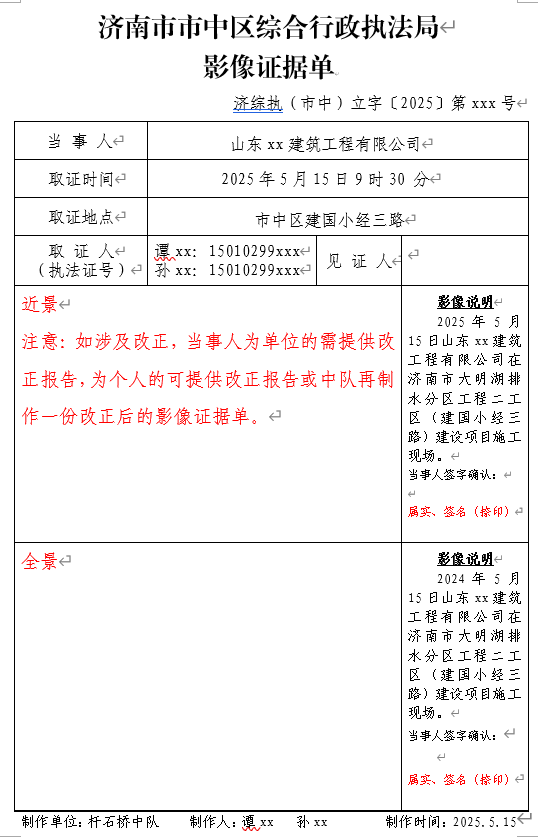 济南市市中区综合行政执法局
影像证据单
济综执（市中）立字〔2025〕第 xxx 号
当 事 人
山东 xx 建筑工程有限公司
取证时间
2025 年 5 月 15 日 9 时 30 分
取证地点
市中区建国小经三路
取 证 人
（执法证号）
谭 xx：15010299xxx
孙 xx：15010299xxx
见 证 人
近景
注意：如涉及改正，当事人为单位的需提供改
正报告，为个人的可提供改正报告或中队再制
作一份改正后的影像证据单。
影像说明
2025 年 5 月
15 日山东 xx 建筑
工程有限公司在
济南市大明湖排
水分区工程二工
区（建国小经三
路）建设项目施工
现场。
当事人签字确认：
属实、签名（捺印）
全景
影像说明
2024 年 5 月
15 日山东 xx 建筑
工程有限公司在
济南市大明湖排
水分区工程二工
区（建国小经三
路）建设项目施工
现场。
当事人签字确认：
属实、签名（捺印）
制作单位：杆石桥中队 制作人：谭 xx 孙 xx 制作时间：2025.5.15